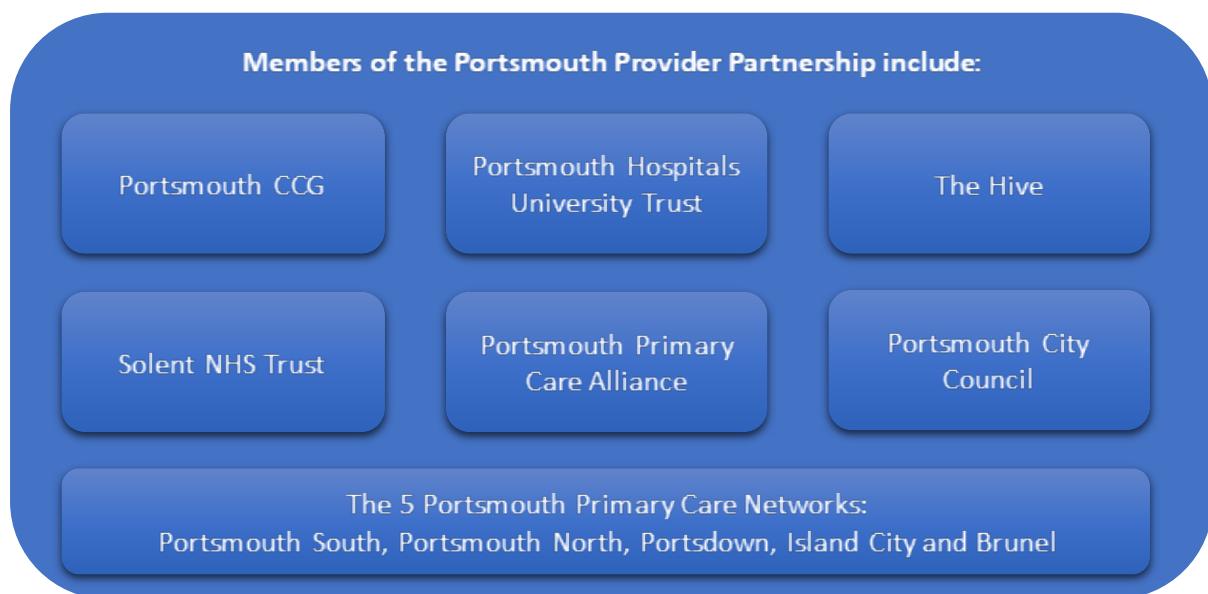 Members of the Portsmouth Provider Partnership include:
Portsmouth CCG
Portsmouth Hospitals
University Trust
The Hive
Solent NHS Trust
Portsmouth Primary
Care Alliance
Portsmouth City
Council
The 5 Portsmouth Primary Care Networks:
Portsmouth South, Portsmouth North, Portsdown, Island City and Brunel